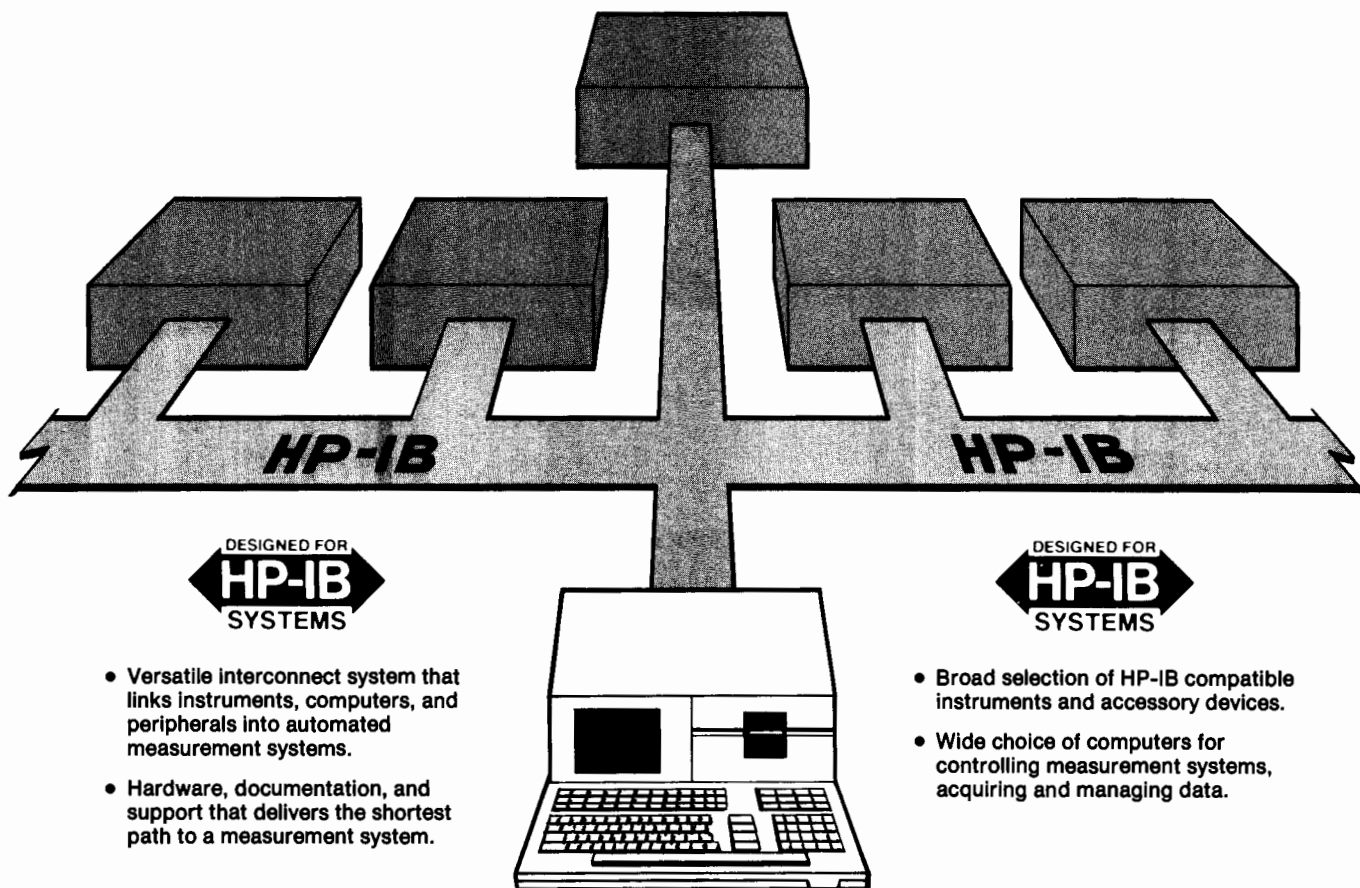 HP-IB
HP-IB
DESIGNED FOR
HP-IB
SYSTEMS
• Versatile interconnect system that
links instruments, computers, and
peripherals into automated
measurement systems.
• Hardware, documentation, and
support that delivers the shortest
path to a measurement system.
DESIGNED FOR
HP-IB
SYSTEMS
• Broad selection of HP-IB compatible
instruments and accessory devices.
• Wide choice of computers for
controlling measurement systems,
acquiring and managing data.